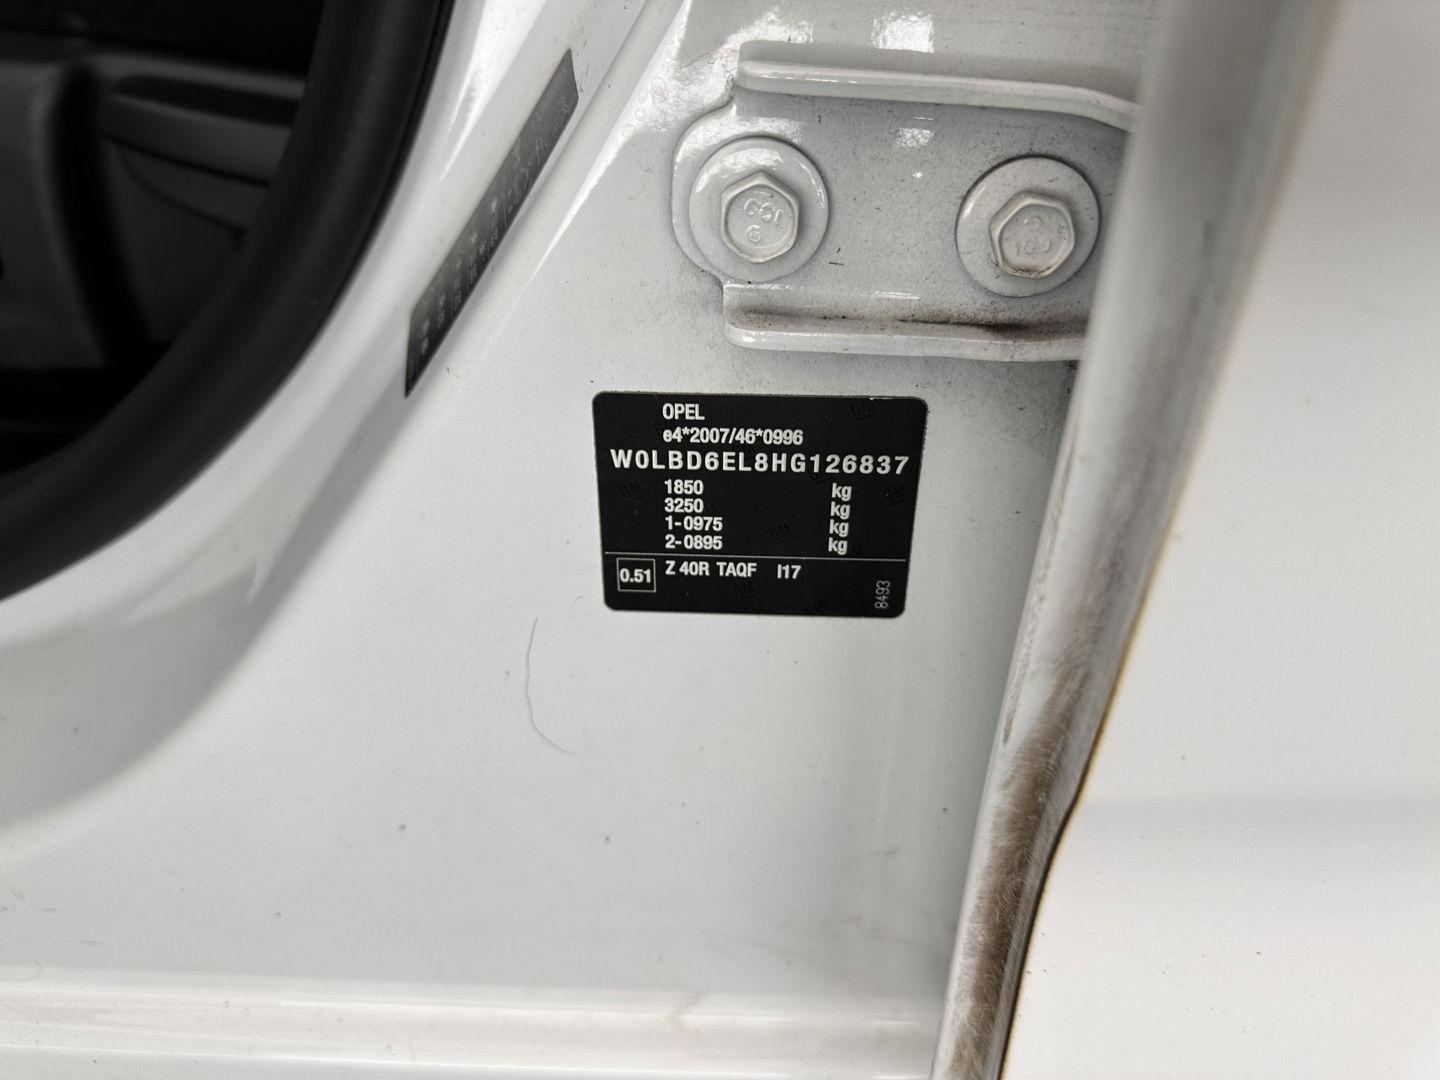 OPEL
e4*2007/46*0996
W0LBD6EL8HG126837
1850 kg
3250 kg
1-0975 kg
2-0895 kg
0.51 Z 40R TAQF I17
8493